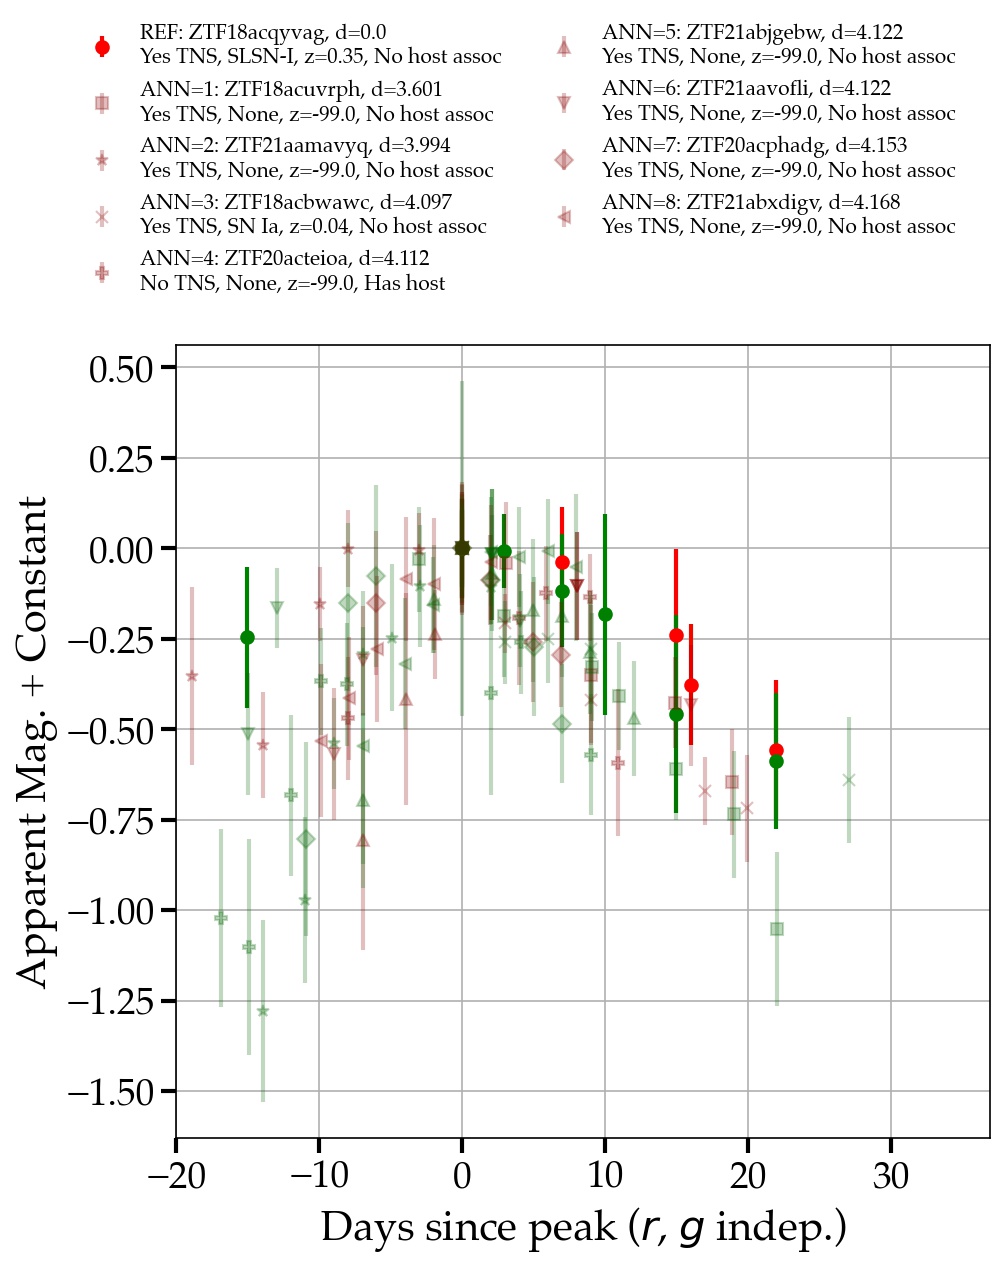 REF: ZTF18acqyvag, d=0.0
Yes TNS, SLSN-I, z=0.35, No host assoc
ANN=1: ZTF18acuvrph, d=3.601
Yes TNS, None, z=-99.0, No host assoc
ANN=2: ZTF21aamavyq, d=3.994
Yes TNS, None, z=-99.0, No host assoc
ANN=3: ZTF18acbwawc, d=4.097
Yes TNS, SN Ia, z=0.04, No host assoc
ANN=4: ZTF20acteioa, d=4.112
No TNS, None, z=-99.0, Has host
ANN=5: ZTF21abjgebw, d=4.122
Yes TNS, None, z=-99.0, No host assoc
ANN=6: ZTF21aavofli, d=4.122
Yes TNS, None, z=-99.0, No host assoc
ANN=7: ZTF20acphadg, d=4.153
Yes TNS, None, z=-99.0, No host assoc
ANN=8: ZTF21abxdigv, d=4.168
Yes TNS, None, z=-99.0, No host assoc
Apparent Mag. + Constant
0.50
0.25
0.00
−0.25
−0.50
−0.75
−1.00
−1.25
−1.50
−20
−10
0
10
20
30
Days since peak (r, g indep.)